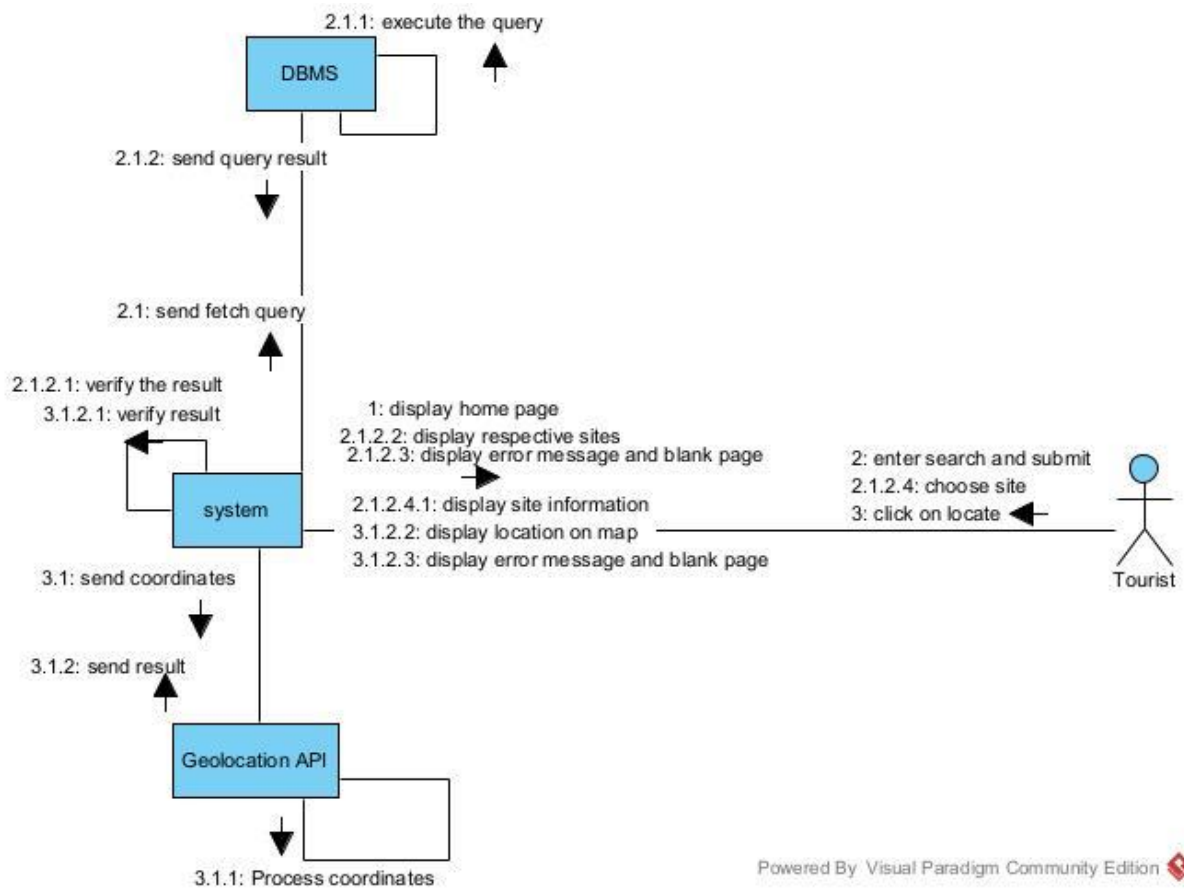 2.1.1: execute the query
DBMS
2.1.2: send query result
2.1: send fetch query
2.1.2.1: verify the result
3.1.2.1: verify result
system
1: display home page
2.1.2.2: display respective sites
2.1.2.3: display error message and blank page
2.1.2.4.1: display site information
3.1.2.2: display location on map
3.1.2.3: display error message and blank page
2: enter search and submit
2.1.2.4: choose site
3: click on locate
Tourist
3.1: send coordinates
3.1.2: send result
Geolocation API
3.1.1: Process coordinates
Powered By Visual Paradigm Community Edition